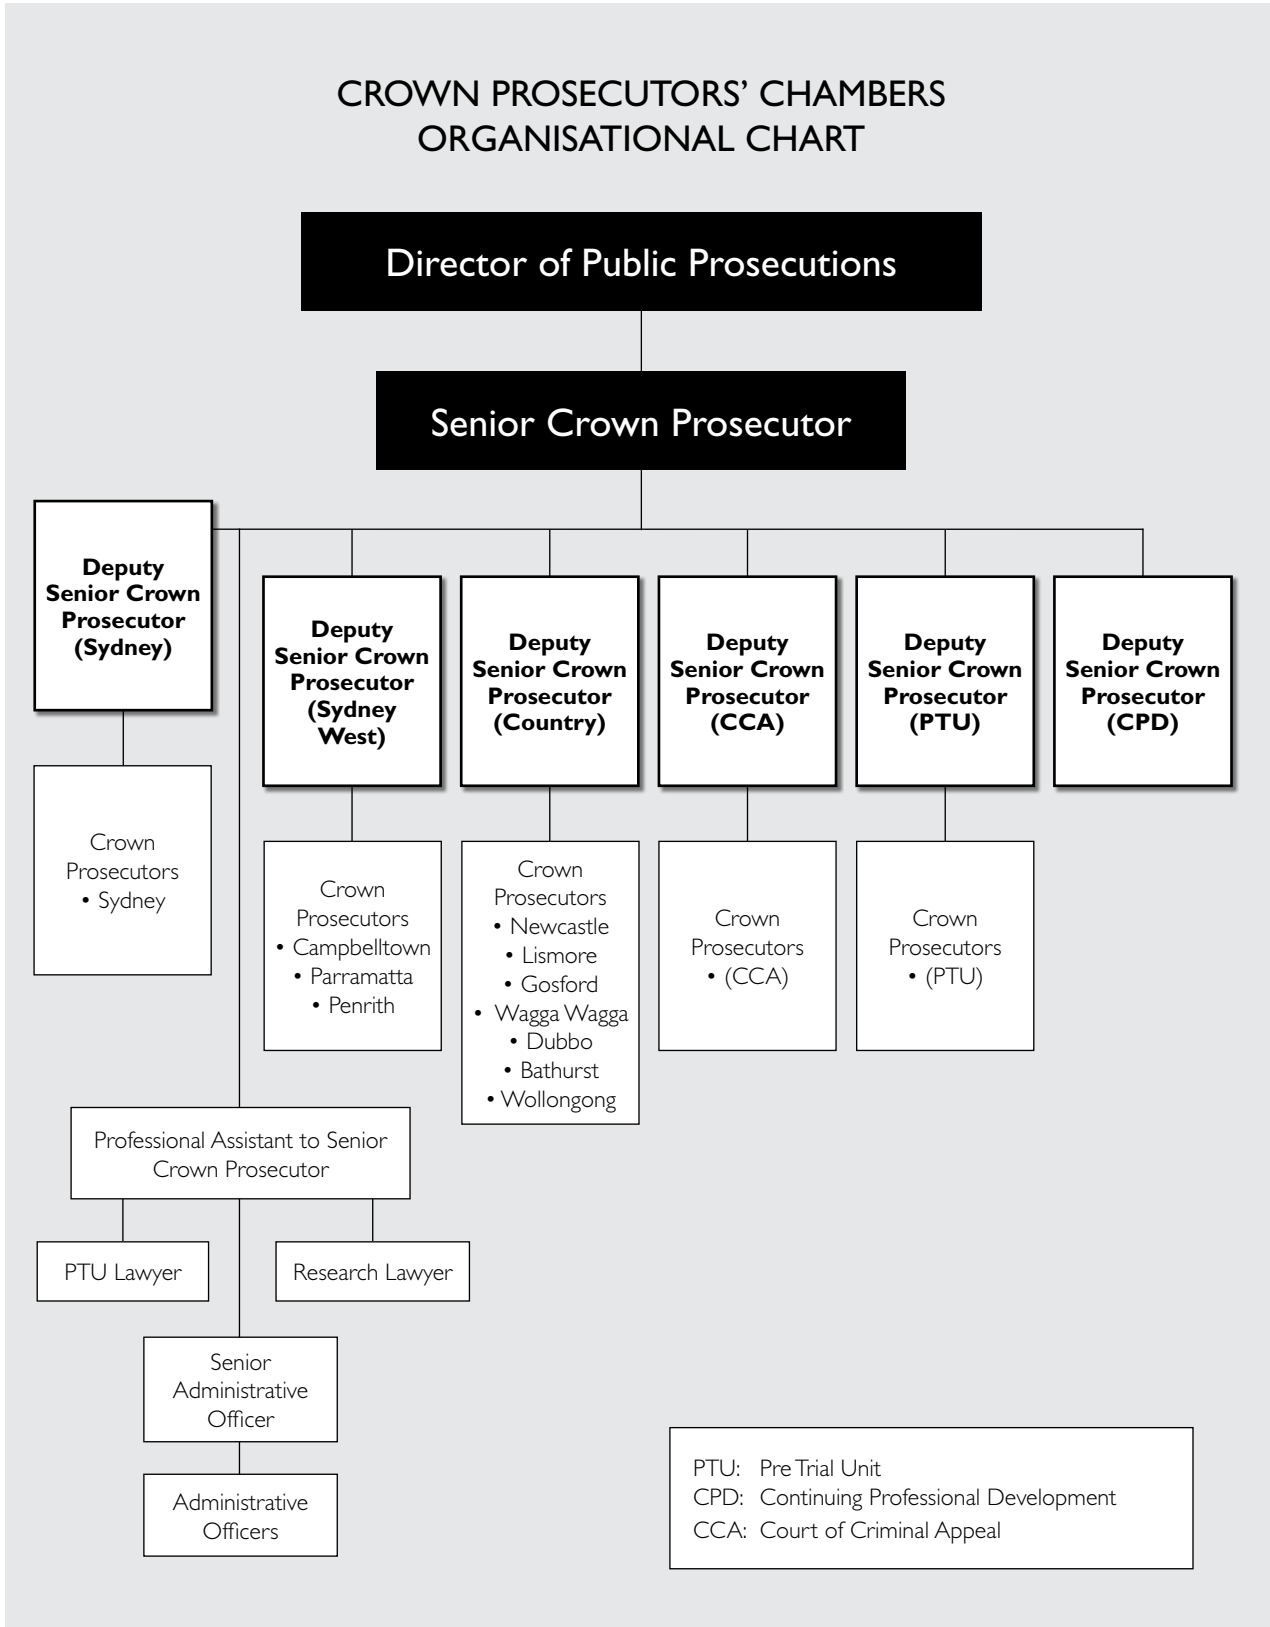 CROWN PROSECUTORS’ CHAMBERS
ORGANISATIONAL CHART
Director of Public Prosecutions
Senior Crown Prosecutor
Deputy
Senior Crown
Prosecutor
(Sydney)
Deputy
Senior Crown
Prosecutor
(Sydney
West)
Deputy
Senior Crown
Prosecutor
(Country)
Deputy
Senior Crown
Prosecutor
(CCA)
Deputy
Senior Crown
Prosecutor
(PTU)
Deputy
Senior Crown
Prosecutor
(CPD)
Crown
Prosecutors
• Sydney
Crown
Prosecutors
• Campbelltown
• Parramatta
• Penrith
Crown
Prosecutors
• Newcastle
• Lismore
• Gosford
• Wagga Wagga
• Dubbo
• Bathurst
• Wollongong
Crown
Prosecutors
• (CCA)
Crown
Prosecutors
• (PTU)
Professional Assistant to Senior
Crown Prosecutor
PTU Lawyer
Research Lawyer
Senior
Administrative
Officer
Administrative
Officers
PTU: Pre Trial Unit
CPD: Continuing Professional Development
CCA: Court of Criminal Appeal